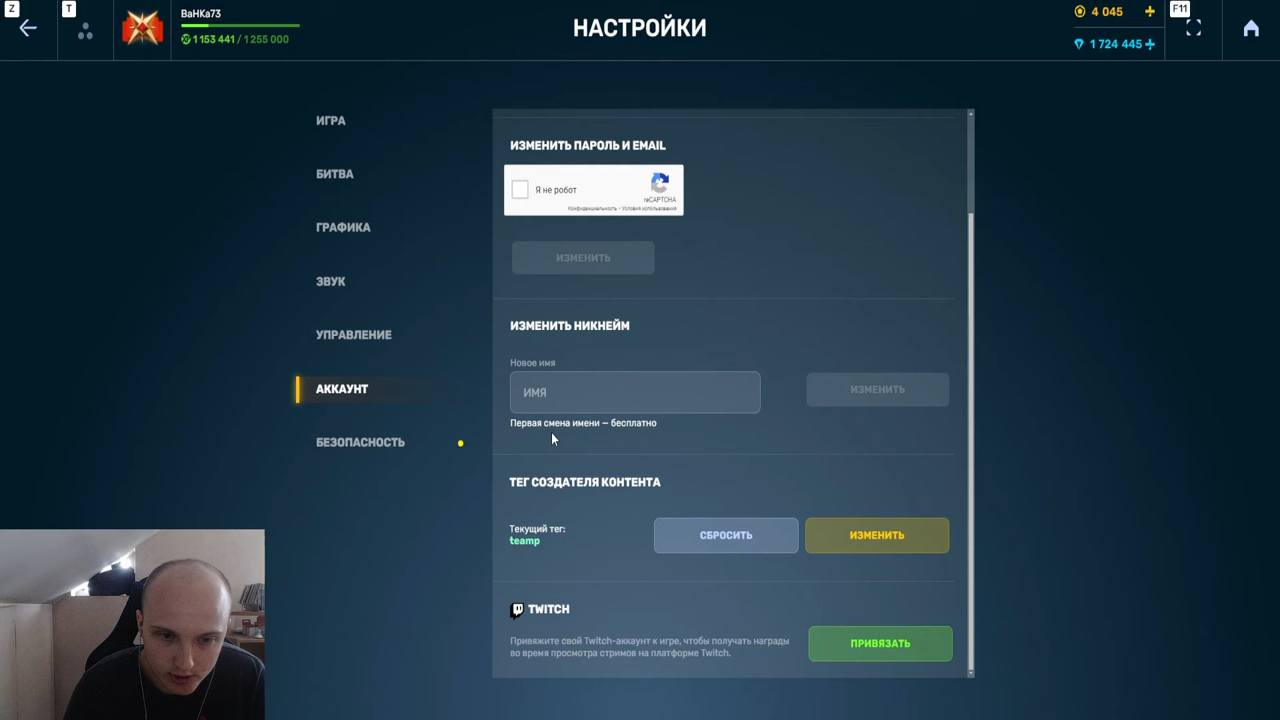 Z
T
ВаНКа73
1 153 441 / 1 255 000
НАСТРОЙКИ
4 045
1 724 445
F11
ИГРА
БИТВА
ГРАФИКА
ЗВУК
УПРАВЛЕНИЕ
АККАУНТ
БЕЗОПАСНОСТЬ
ИЗМЕНИТЬ ПАРОЛЬ И EMAIL
Я не робот
reCAPTCHA
Конфиденциальность - Условия использования
ИЗМЕНИТЬ
ИЗМЕНИТЬ НИКНЕЙМ
Новое имя
ИМЯ
ИЗМЕНИТЬ
Первая смена имени — бесплатно
ТЕГ СОЗДАТЕЛЯ КОНТЕНТА
Текущий тег:
teamp
СБРОСИТЬ
ИЗМЕНИТЬ
TWITCH
Привяжите свой Twitch-аккаунт к игре, чтобы получать награды
во время просмотра стримов на платформе Twitch.
ПРИВЯЗАТЬ